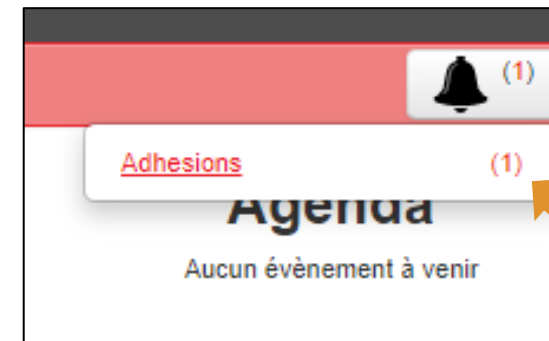 (1)
Adhesions (1)
Agenda
Aucun évènement à venir